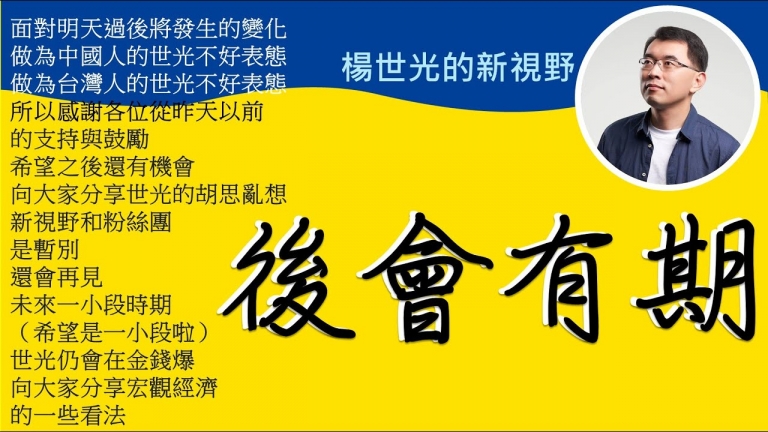 面對明天過後將發生的變化
做為中國人的世光不好表態
做為台灣人的世光不好表態
所以感謝各位從昨天以前
的支持與鼓勵
希望之後還有機會
向大家分享世光的胡思亂想
新視野和粉絲團
是暫別
還會再見
未來一小段時期
（希望是一小段啦）
世光仍會在金錢爆
向大家分享宏觀經濟
的一些看法
楊世光的新視野
後會有期